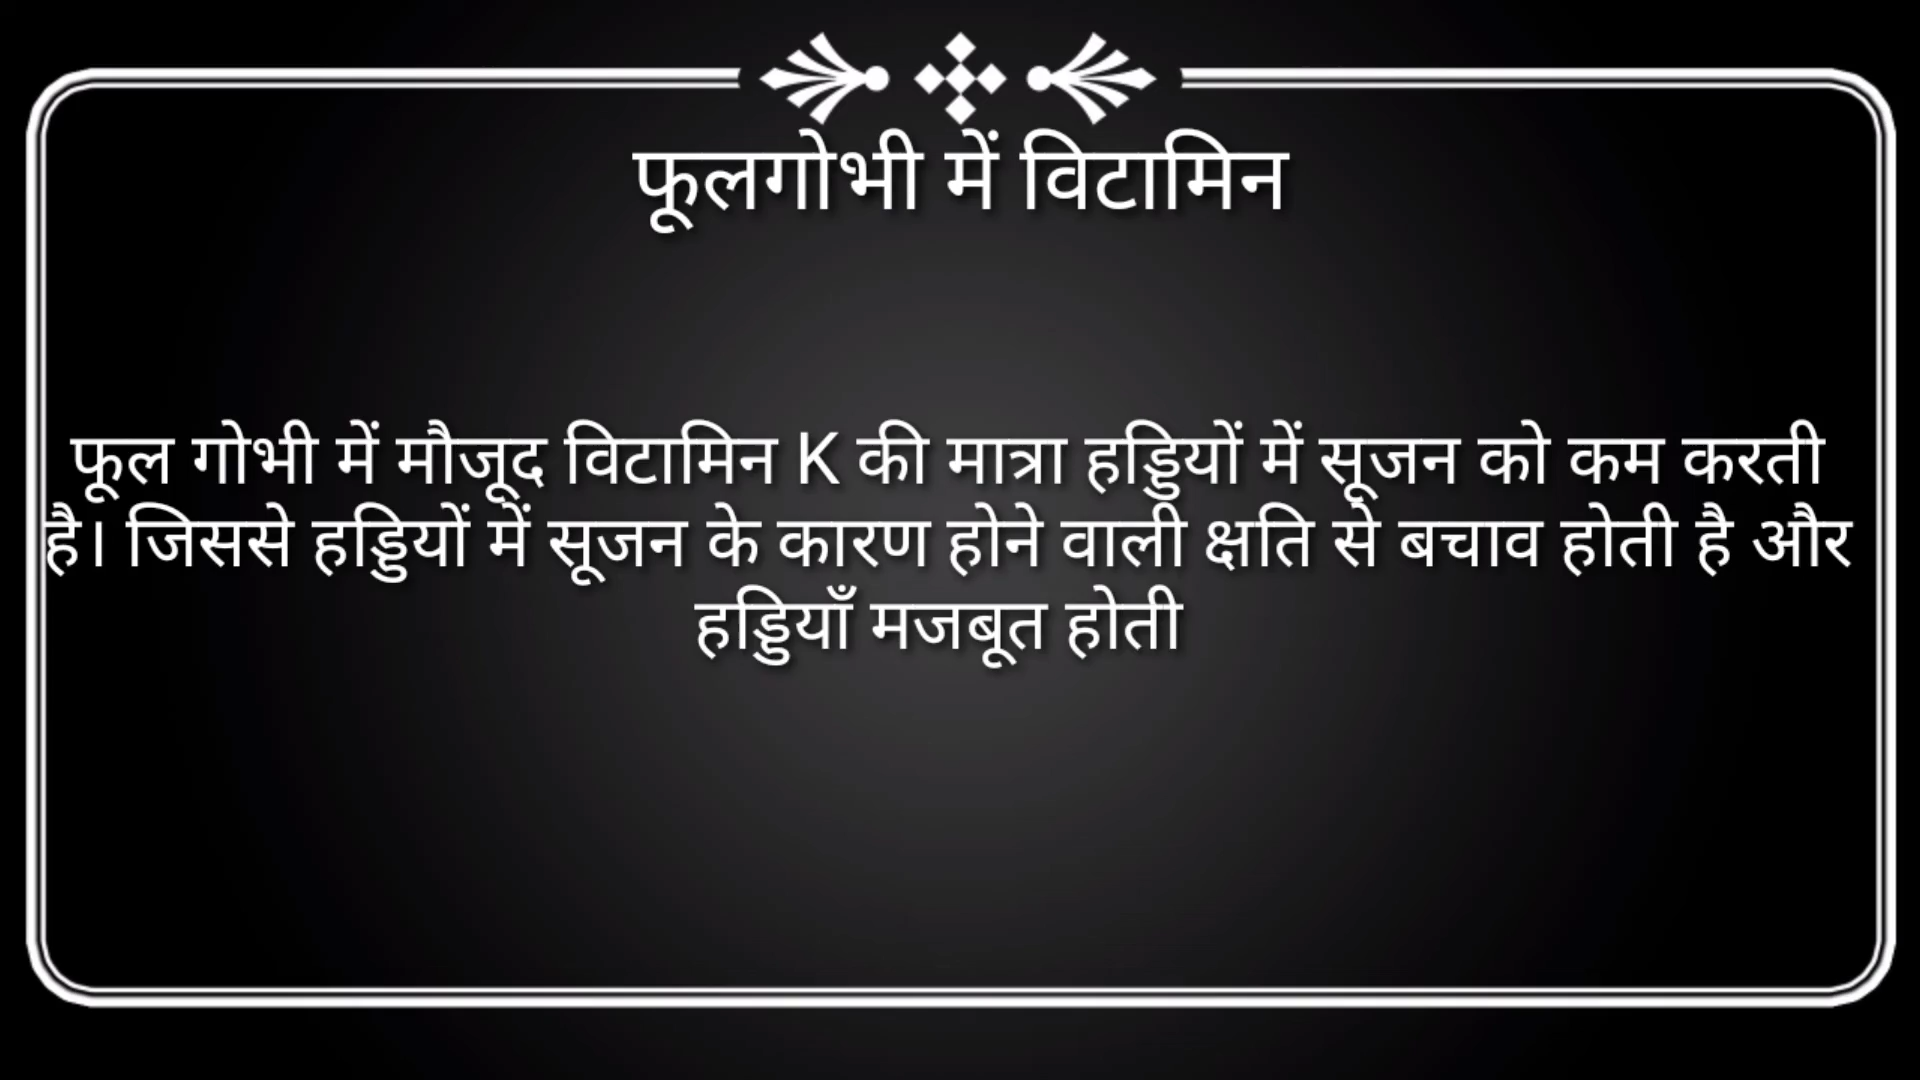 फूलगोभी में विटामिन
फूल गोभी में मौजूद विटामिन K की मात्रा हड्डियों में सूजन को कम करती
है। जिससे हड्डियों में सूजन के कारण होने वाली क्षति से बचाव होती है और
हड्डियाँ मजबूत होती